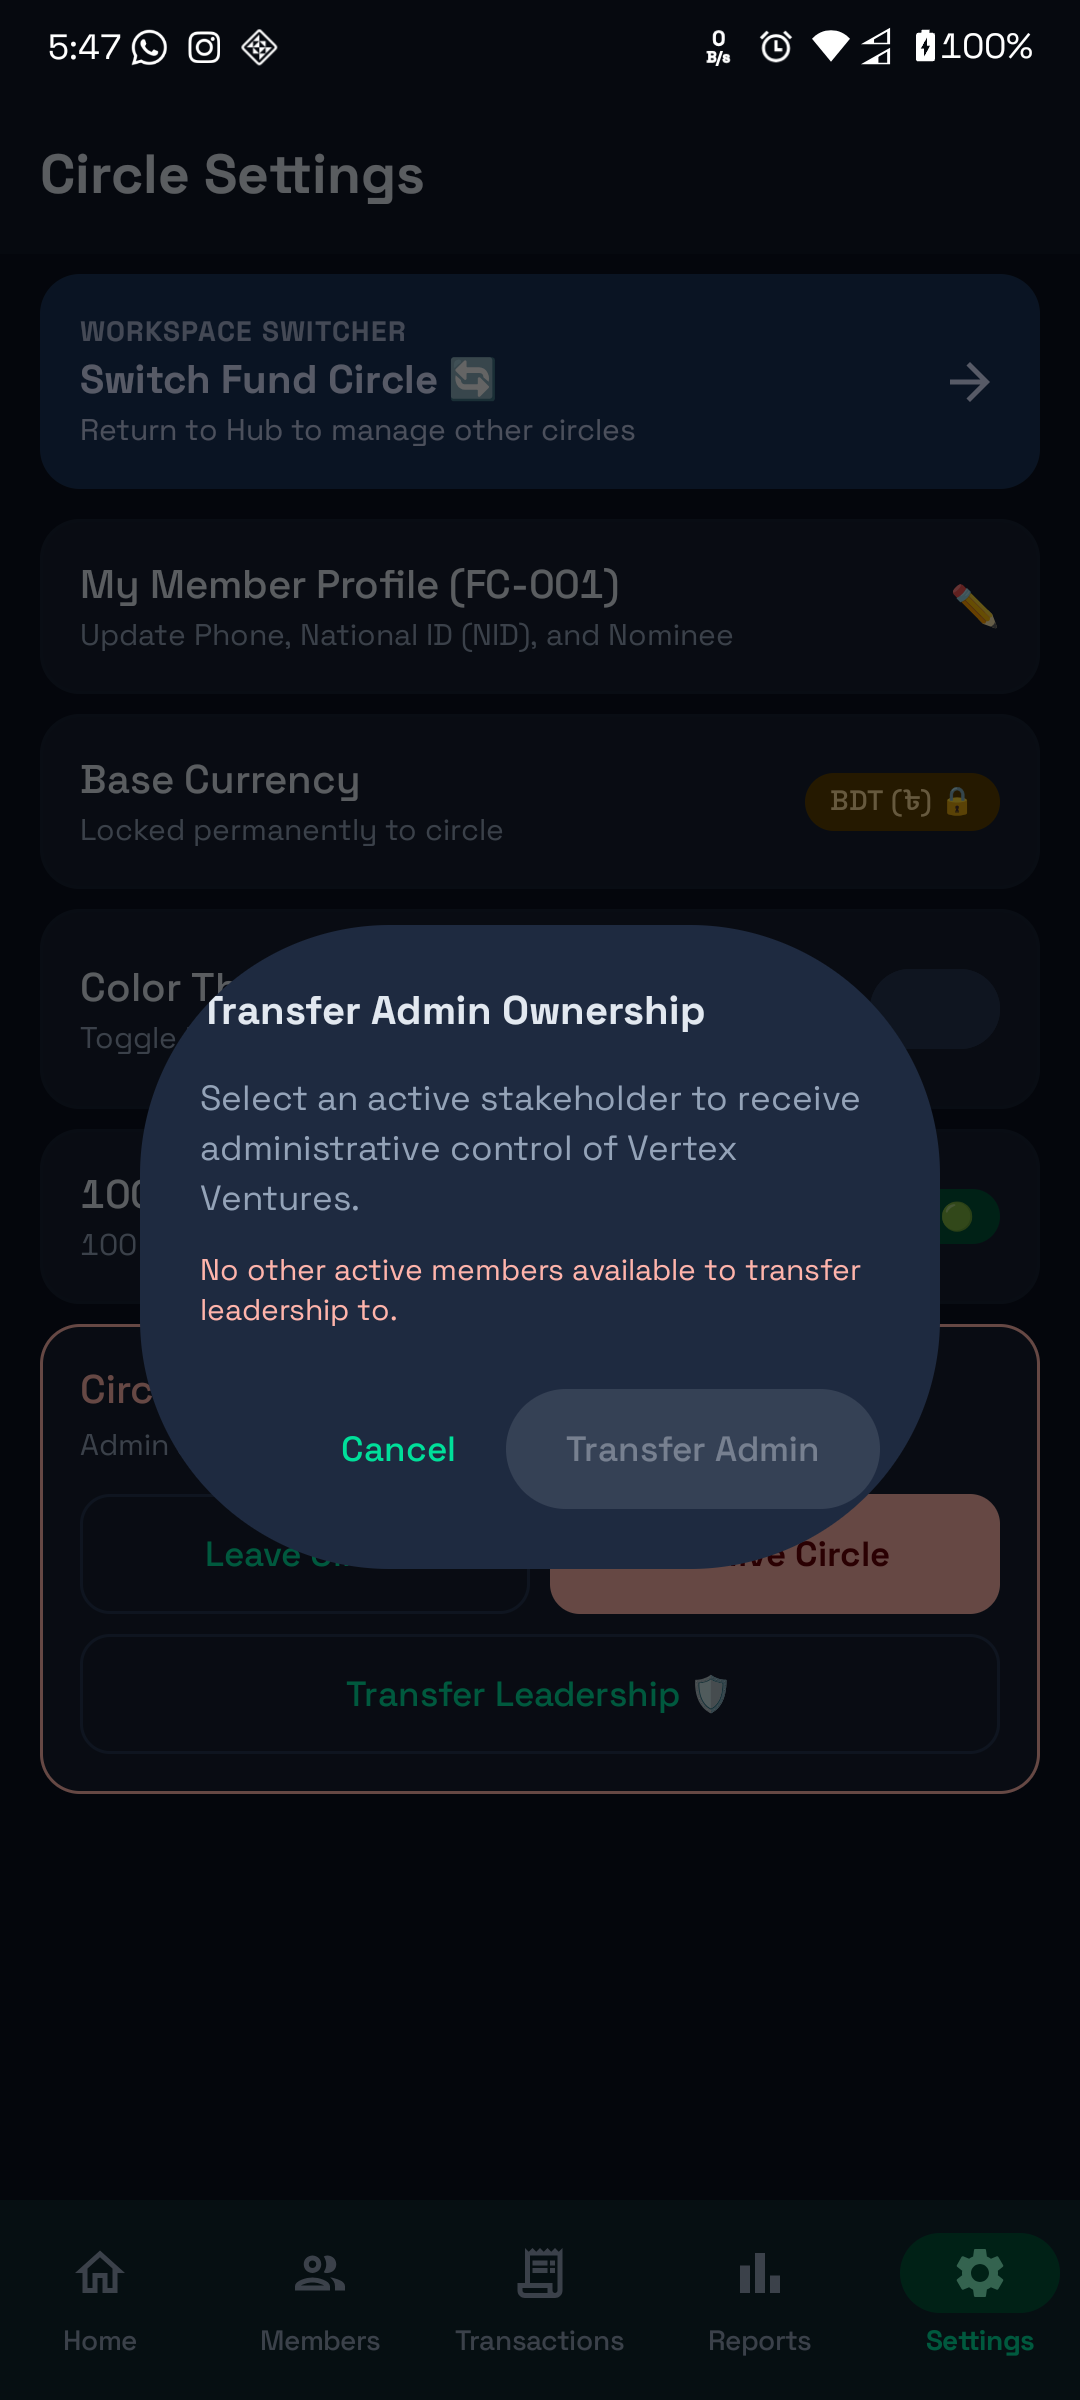 5:47
0
B/s
100%
Circle Settings
WORKSPACE SWITCHER
Switch Fund Circle 🔄
Return to Hub to manage other circles
My Member Profile (FC-001)
Update Phone, National ID (NID), and Nominee
Base Currency
Locked permanently to circle
BDT (৳) 🔒
Color
Toggle
Transfer Admin Ownership
Select an active stakeholder to receive
administrative control of Vertex
Ventures.
No other active members available to transfer
leadership to.
Cancel
Transfer Admin
100
Admin
Leave
Circle
Transfer Leadership 🛡️
Home
Members
Transactions
Reports
Settings